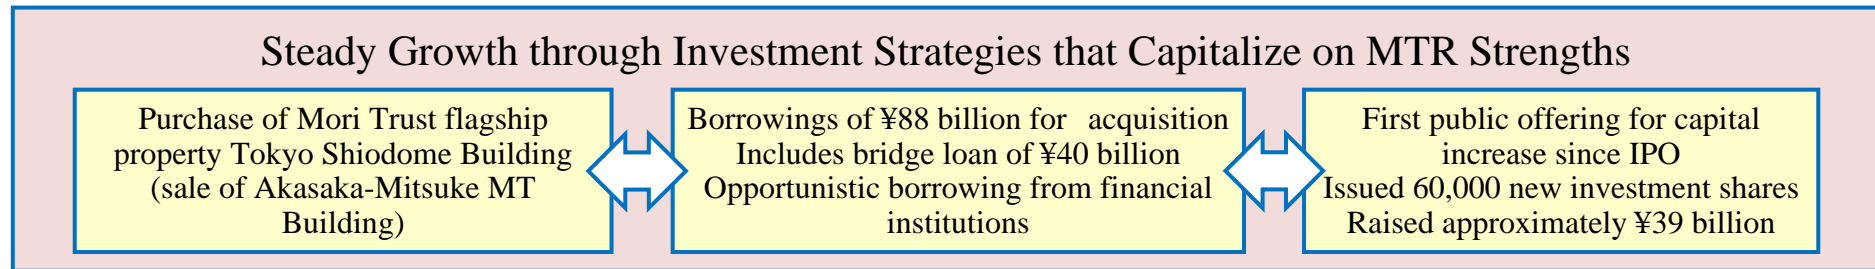 Steady Growth through Investment Strategies that Capitalize on MTR Strengths
Purchase of Mori Trust flagship
property Tokyo Shiodome Building
(sale of Akasaka-Mitsuke MT
Building)
Borrowings of ¥88 billion for acquisition
Includes bridge loan of ¥40 billion
Opportunistic borrowing from financial
institutions
First public offering for capital
increase since IPO
Issued 60,000 new investment shares
Raised approximately ¥39 billion